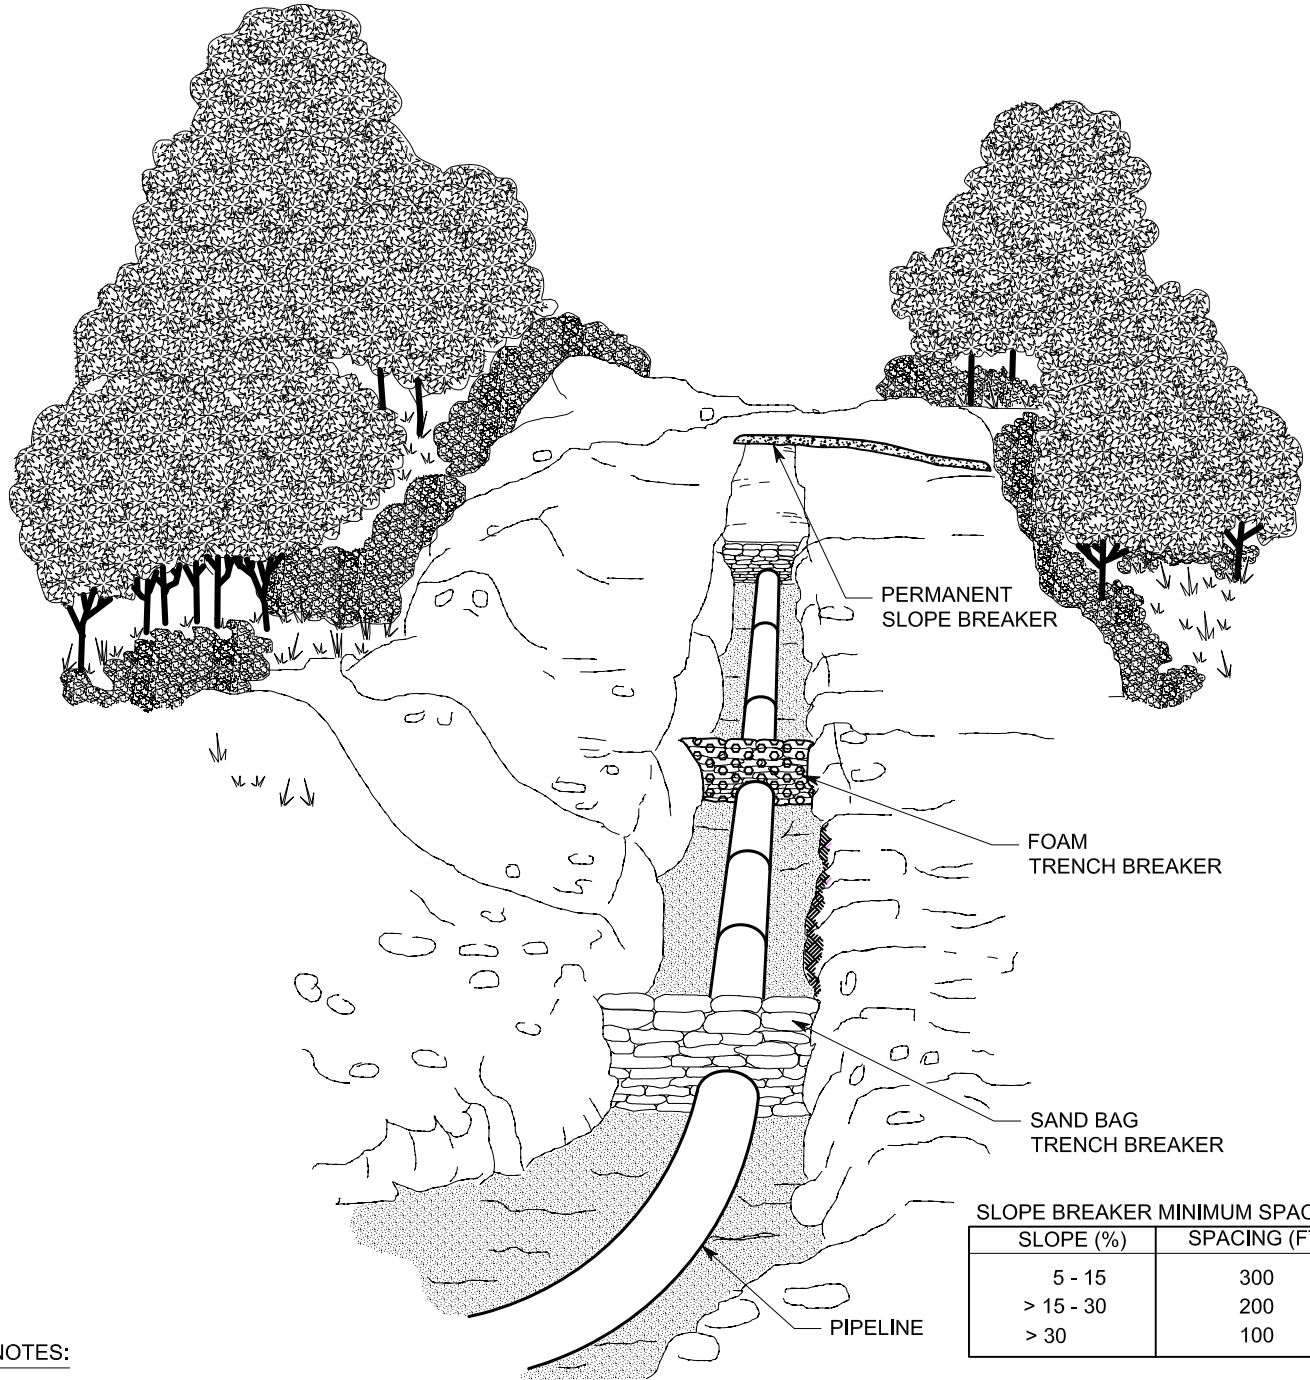 PERMANENT
SLOPE BREAKER
FOAM
TRENCH BREAKER
SAND BAG
TRENCH BREAKER
SLOPE BREAKER MINIMUM SPAC
SLOPE (%) SPACING (FT
5 - 15 300
> 15 - 30 200
> 30 100
PIPELINE
NOTES: